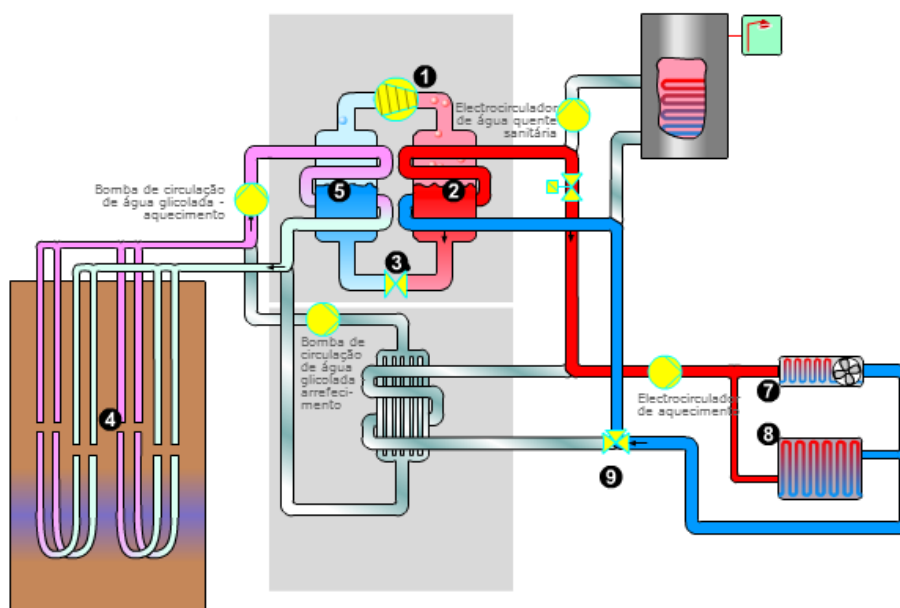 1
Electrocirculador
de água quente
sanitária
Bomba de circulação
de água glicolada -
aquecimento
5
2
3
Bomba de
circulação
de água
glicolada
arrefeci-
mento
4
Electrocirculador
de aquecimento
7
8
9